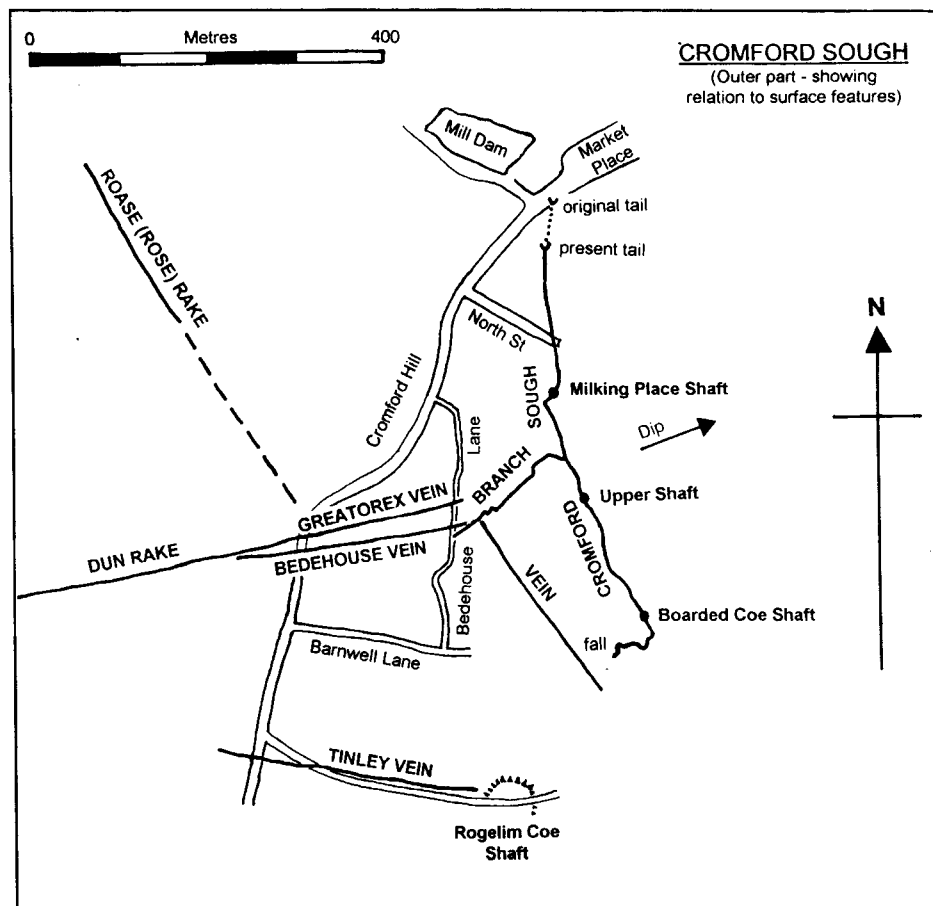 0 Metres 400
CROMFORD SOUGH
(Outer part - showing
relation to surface features)
Mill Dam
Market
Place
original tail
present tail
ROASE (ROSE) RAKE
North St
N
Cromford Hill
SOUGH
Milking Place Shaft
Dip
Lane
BRANCH
Upper Shaft
GREATOREX VEIN
CROMFORD
DUN RAKE
BEDEHOUSE VEIN
VEIN
Bedehouse
Boarded Coe Shaft
fall
Barnwell Lane
TINLEY VEIN
Rogelim Coe
Shaft